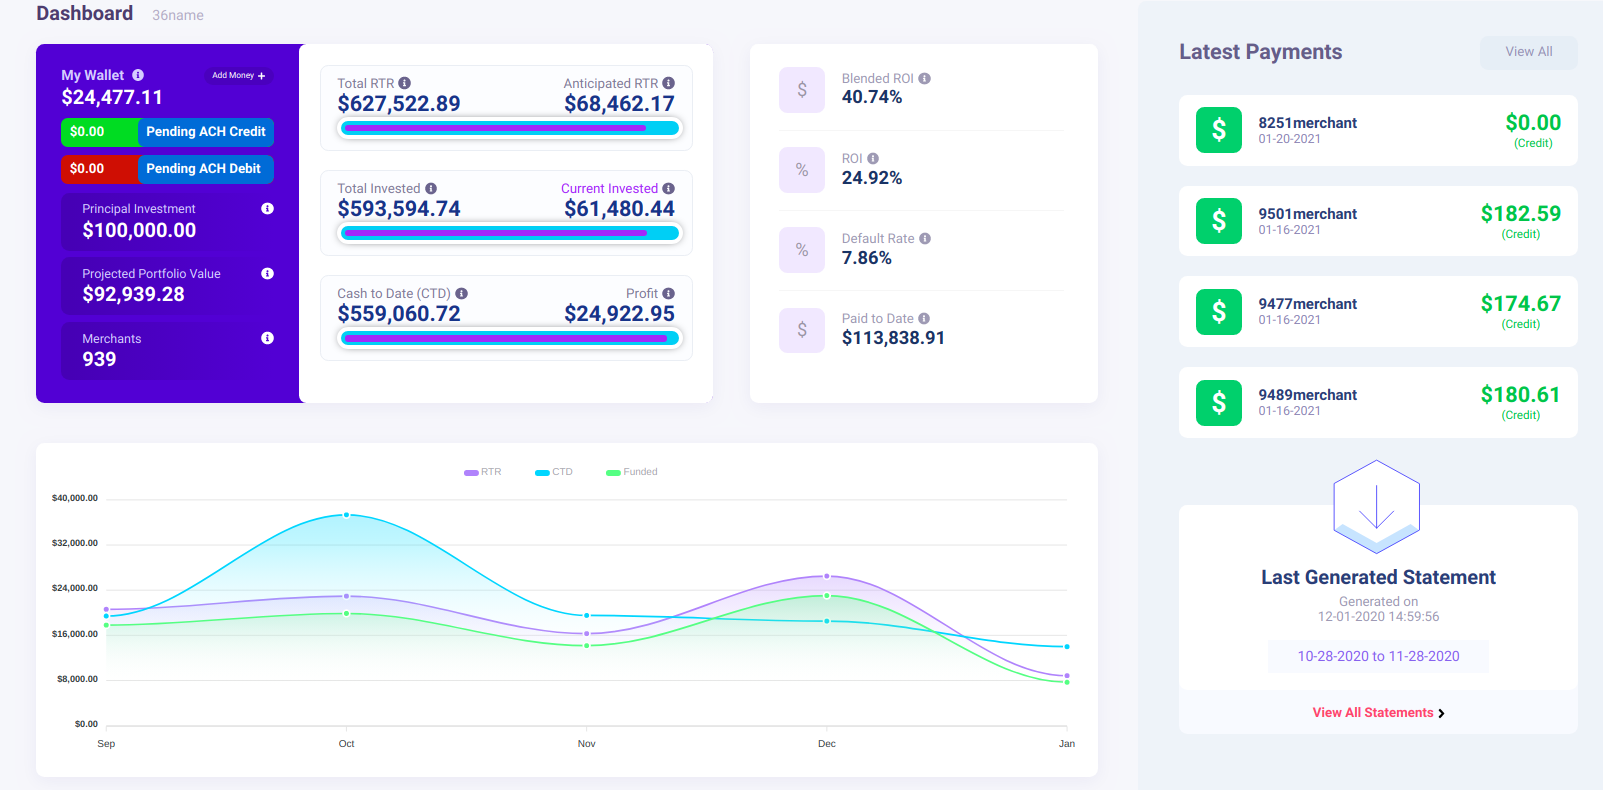 Dashboard 36name
My Wallet
Add Money +
$24,477.11
$0.00 Pending ACH Credit
$0.00 Pending ACH Debit
Principal Investment
$100,000.00
Projected Portfolio Value
$92,939.28
Merchants
939
Total RTR Anticipated RTR
$627,522.89 $68,462.17
Total Invested Current Invested
$593,594.74 $61,480.44
Cash to Date (CTD) Profit
$559,060.72 $24,922.95
$
Blended ROI
40.74%
%
ROI
24.92%
%
Default Rate
7.86%
$
Paid to Date
$113,838.91
RTR CTD Funded
$40,000.00
$32,000.00
$24,000.00
$16,000.00
$8,000.00
$0.00
Sep Oct Nov Dec Jan
Latest Payments View All
$
8251merchant $0.00
01-20-2021 (Credit)
$
9501merchant $182.59
01-16-2021 (Credit)
$
9477merchant $174.67
01-16-2021 (Credit)
$
9489merchant $180.61
01-16-2021 (Credit)
Last Generated Statement
Generated on
12-01-2020 14:59:56
10-28-2020 to 11-28-2020
View All Statements